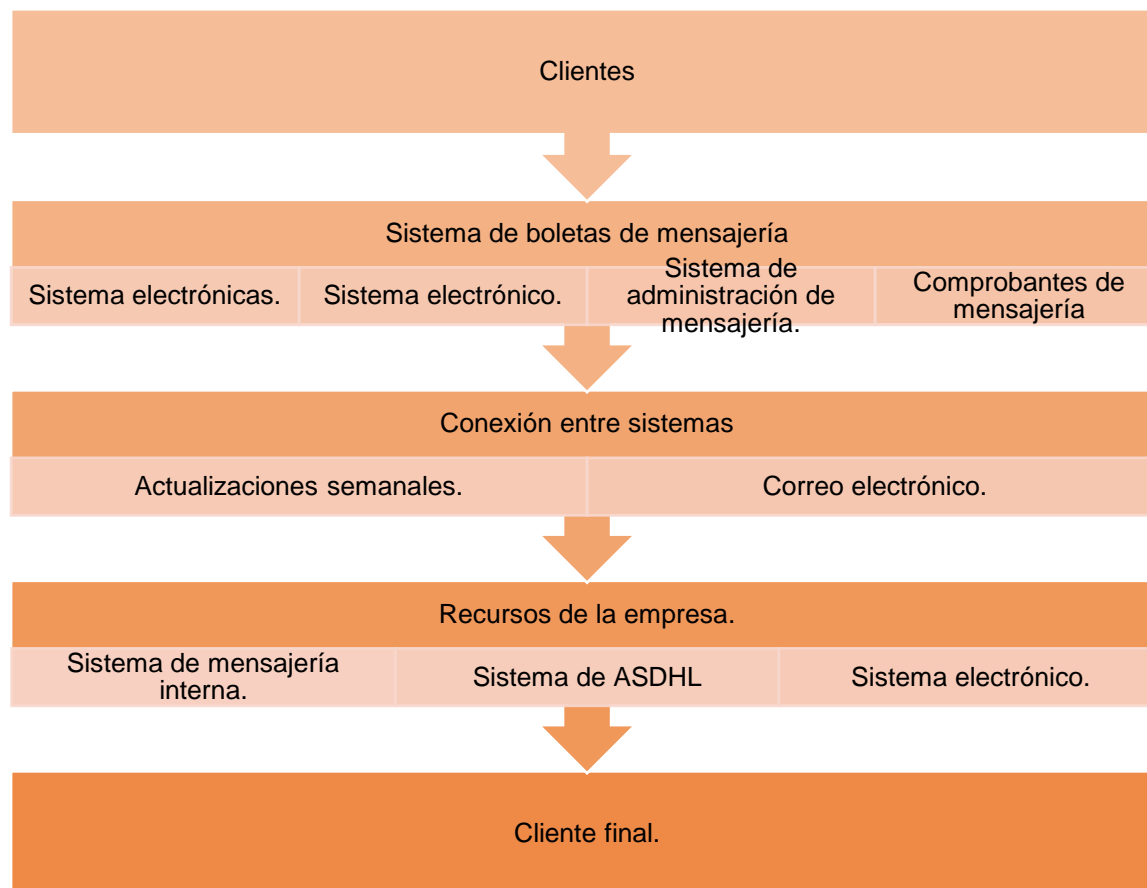 Clientes
Sistema de boletas de mensajería
Sistema electrónicas.
Sistema electrónico.
Sistema de
administración de
mensajería.
Comprobantes de
mensajería
Conexión entre sistemas
Actualizaciones semanales.
Correo electrónico.
Recursos de la empresa.
Sistema de mensajería
interna.
Sistema de ASDHL
Sistema electrónico.
Cliente final.